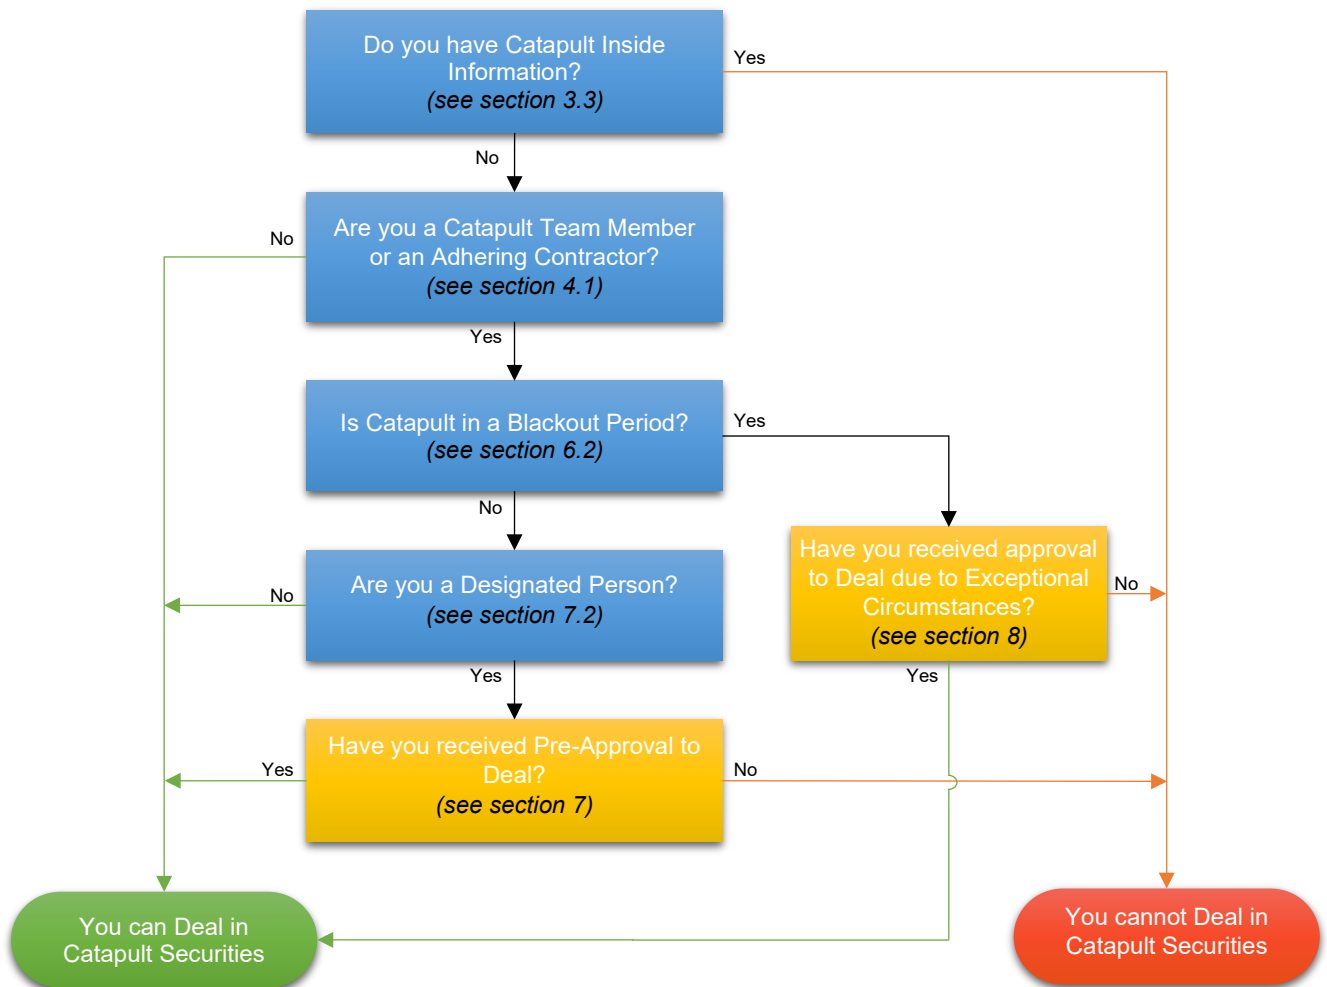 Do you have Catapult Inside
Information?
(see section 3.3)
Yes
No
Are you a Catapult Team Member
or an Adhering Contractor?
(see section 4.1)
No
Yes
Is Catapult in a Blackout Period?
(see section 6.2)
Yes
No
Have you received approval
to Deal due to Exceptional
Circumstances?
(see section 8)
No
Yes
Are you a Designated Person?
(see section 7.2)
No
Yes
Have you received Pre-Approval to
Deal?
(see section 7)
Yes
No
You can Deal in
Catapult Securities
You cannot Deal in
Catapult Securities